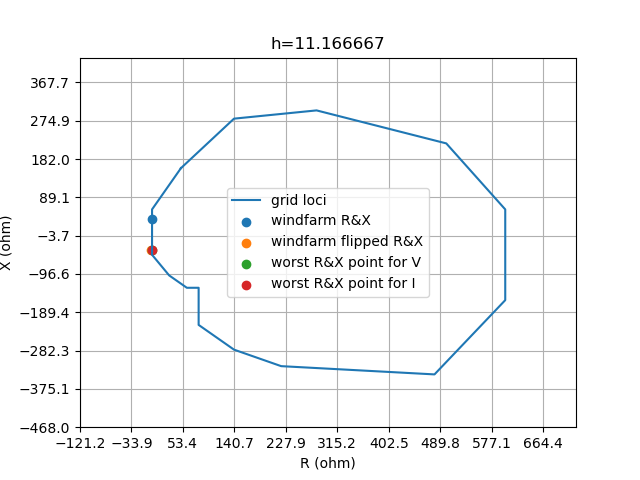 h=11.166667
367.7
274.9
182.0
89.1
−3.7
−96.6
−189.4
−282.3
−375.1
−468.0
X (ohm)
grid loci
windfarm R&X
windfarm flipped R&X
worst R&X point for V
worst R&X point for I
−121.2 −33.9 53.4 140.7 227.9 315.2 402.5 489.8 577.1 664.4
R (ohm)